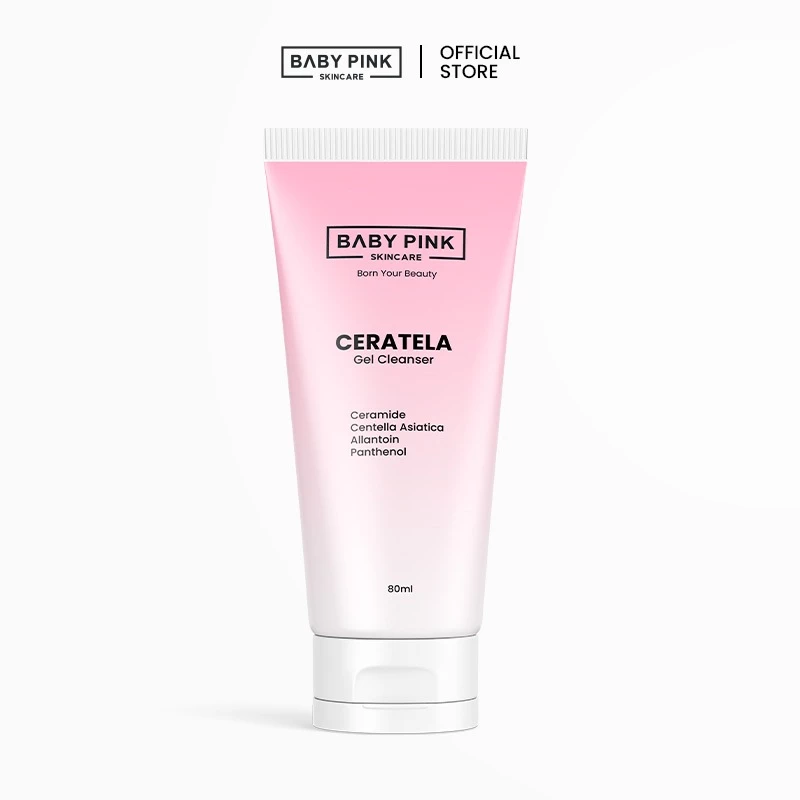 BABY PINK
SKINCARE
OFFICIAL
STORE
BABY PINK
SKINCARE
Born Your Beauty
CERATELA
Gel Cleanser
Ceramide
Centella Asiatica
Allantoin
Panthenol
80ml